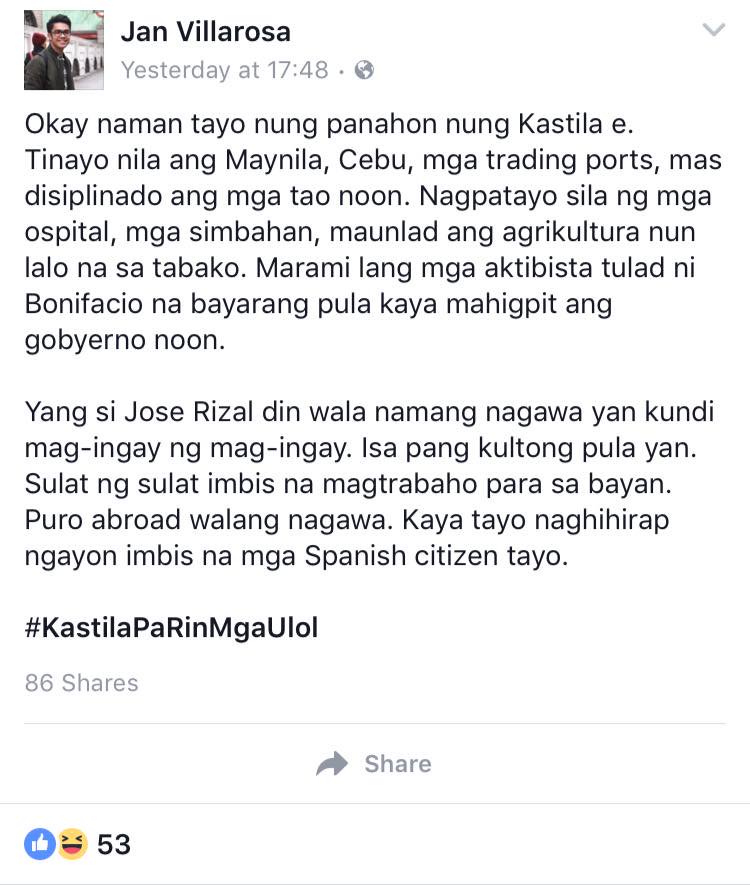 Jan Villarosa
Yesterday at 17:48 ·
Okay naman tayo nung panahon nung Kastila e.
Tinayo nila ang Maynila, Cebu, mga trading ports, mas
disiplinado ang mga tao noon. Nagpatayo sila ng mga
ospital, mga simbahan, maunlad ang agrikultura nun
lalo na sa tabako. Marami lang mga aktibista tulad ni
Bonifacio na bayarang pula kaya mahigpit ang
gobyerno noon.
Yang si Jose Rizal din wala namang nagawa yan kundi
mag-ingay ng mag-ingay. Isa pang kultong pula yan.
Sulat ng sulat imbis na magtrabaho para sa bayan.
Puro abroad walang nagawa. Kaya tayo naghihirap
ngayon imbis na mga Spanish citizen tayo.
#KastilaPaRinMgaUlol
86 Shares
Share
53